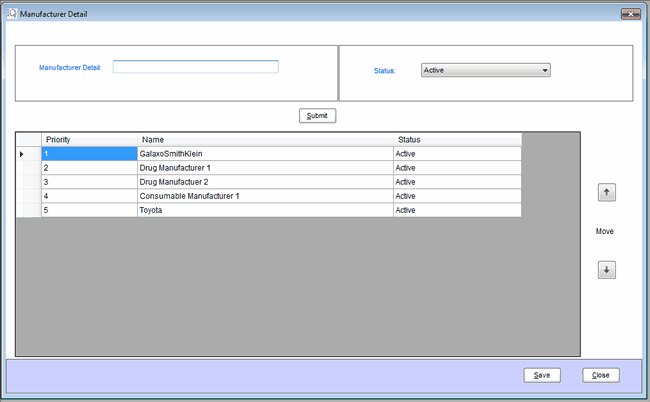 Manufacturer Detail
Manufacturer Detail:
Status:
Active
Submit
Priority Name Status
1 GalaxoSmithKlein Active
2 Drug Manufacturer 1 Active
3 Drug Manufactuer 2 Active
4 Consumable Manufacturer 1 Active
5 Toyota Active
Move
Save Close